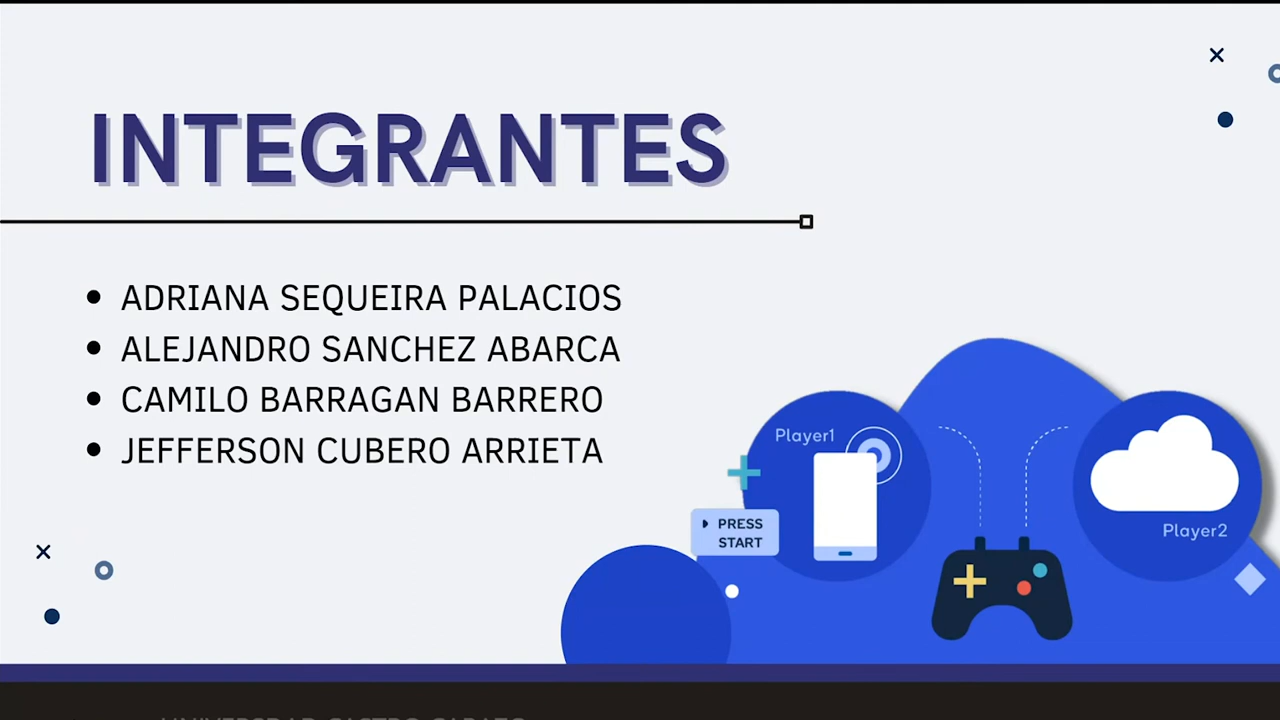 INTEGRANTES
ADRIANA SEQUEIRA PALACIOS
ALEJANDRO SANCHEZ ABARCA
CAMILO BARRAGAN BARRERO
JEFFERSON CUBERO ARRIETA
Player1
PRESS
START
Player2